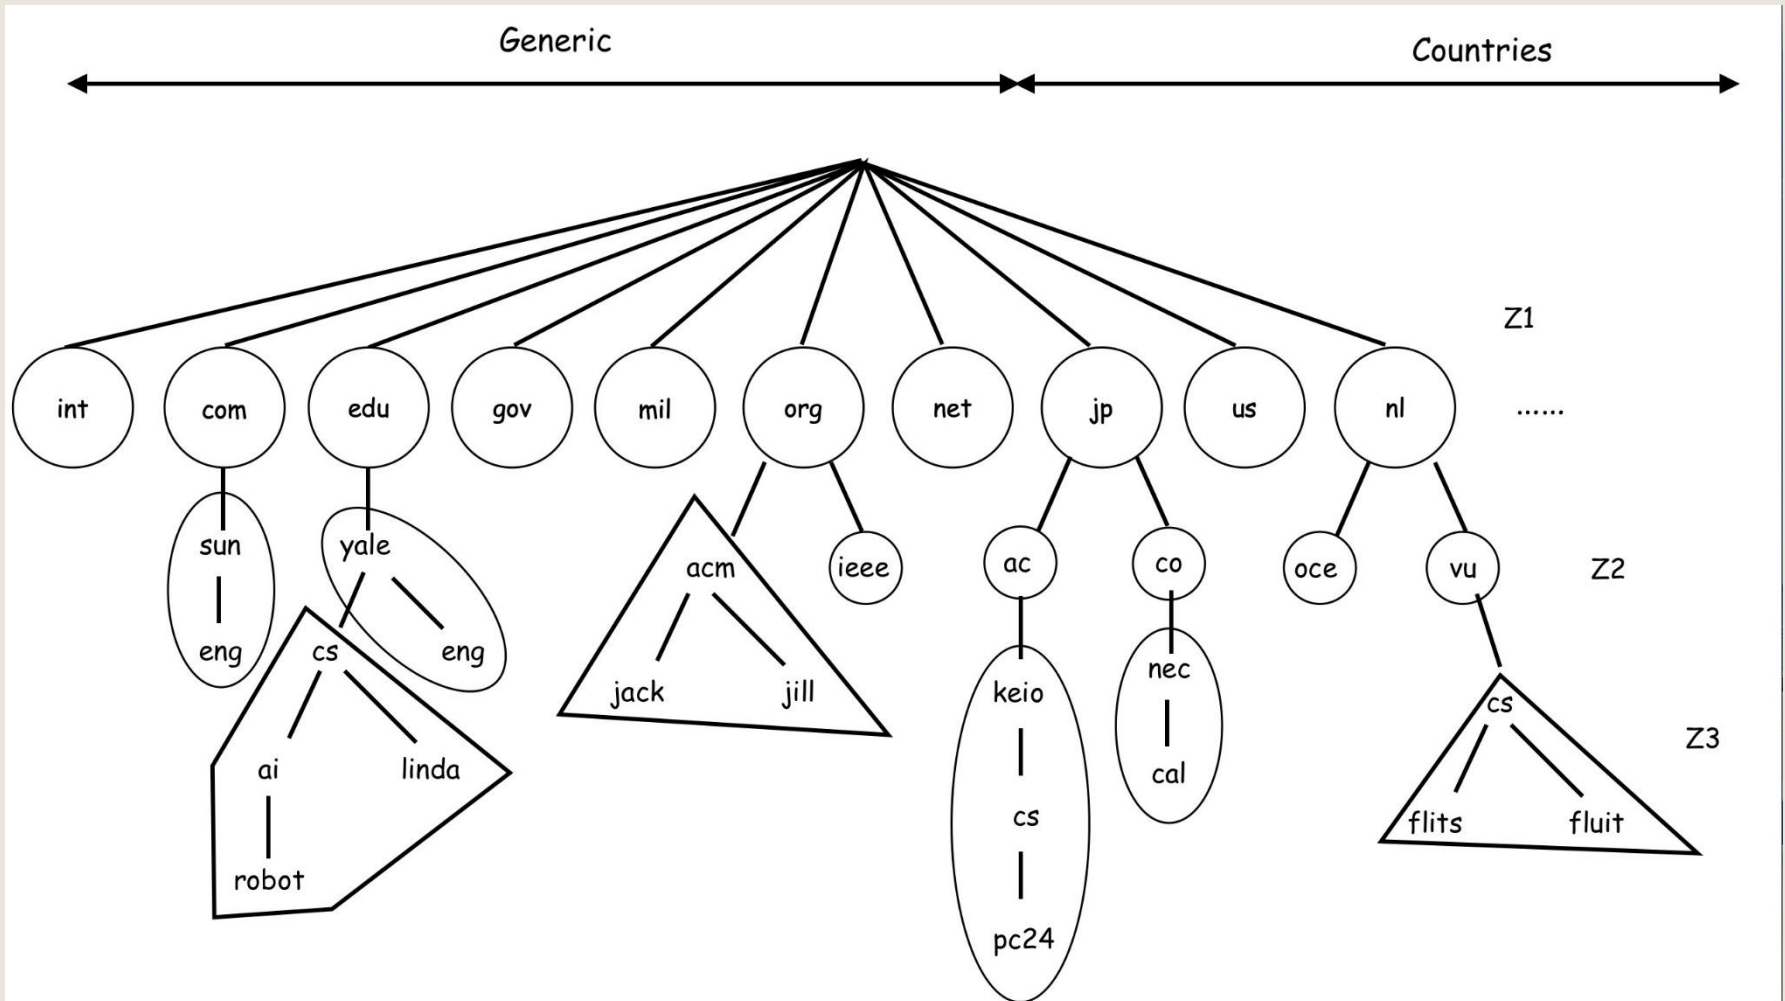 Generic
Countries
Z1
int com edu gov mil org net jp us nl ......
sun yale acm ieee ac co oce vu Z2
eng cs eng jack jill keio nec cs Z3
ai linda cs cal flits fluit
robot pc24